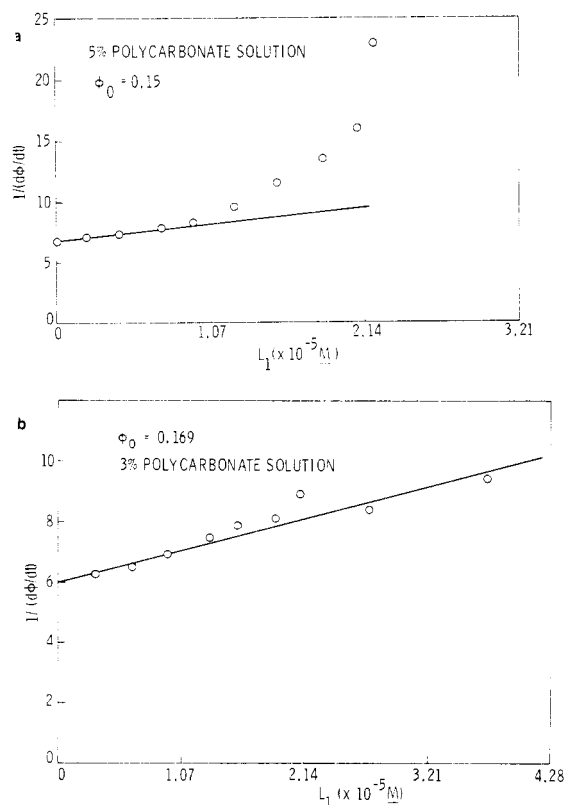 a
25
5% POLYCARBONATE SOLUTION
ϕ0 = 0.15
20
15
10
5
0
1/(dϕ/dt)
0 1.07 2.14 3.21
L1 (x 10^-5 M)
b
ϕ0 = 0.169
3% POLYCARBONATE SOLUTION
10
8
6
4
2
0
1/(dϕ/dt)
0 1.07 2.14 3.21 4.28
L1 (x 10^-5 M)